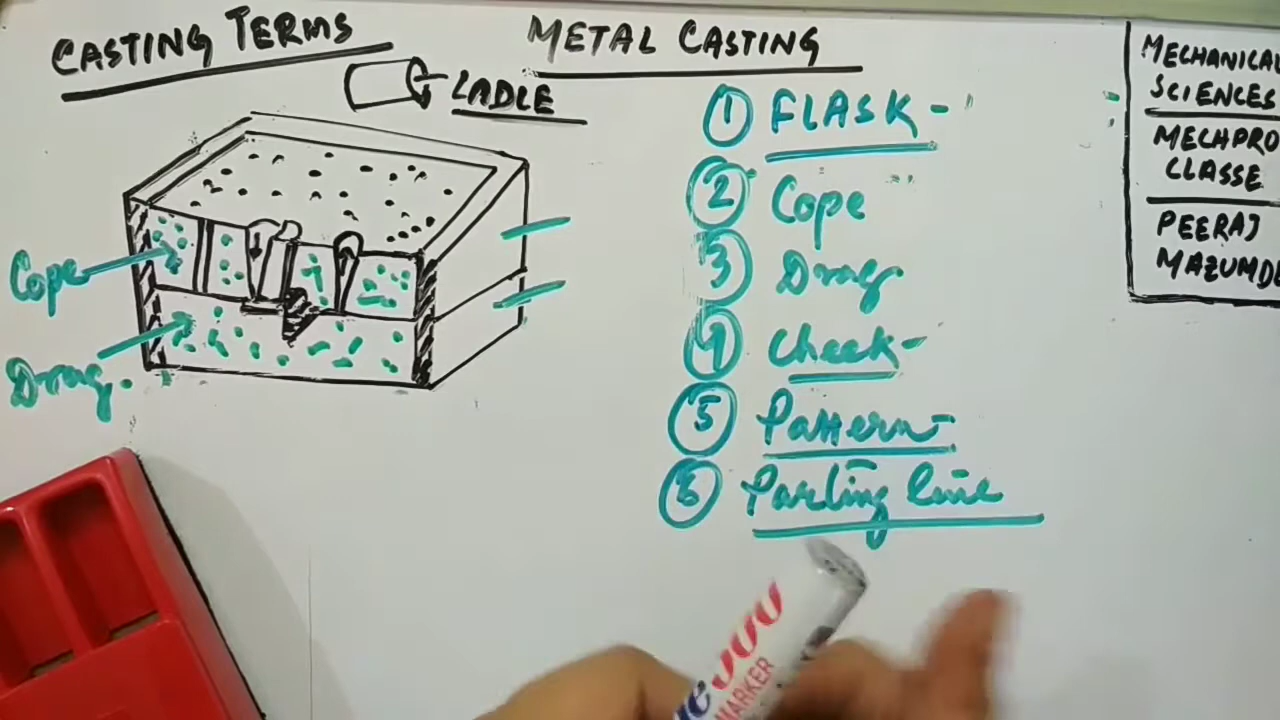 CASTING TERMS
METAL CASTING
LADLE
① FLASK-
② Cope
③ Drag
④ Cheek-
⑤ Pattern-
⑥ Parting line
Cope
Drag.
MECHANICAL
SCIENCES
MECHPRO
CLASSE
PEERAJ
MAZUMD
MARKER